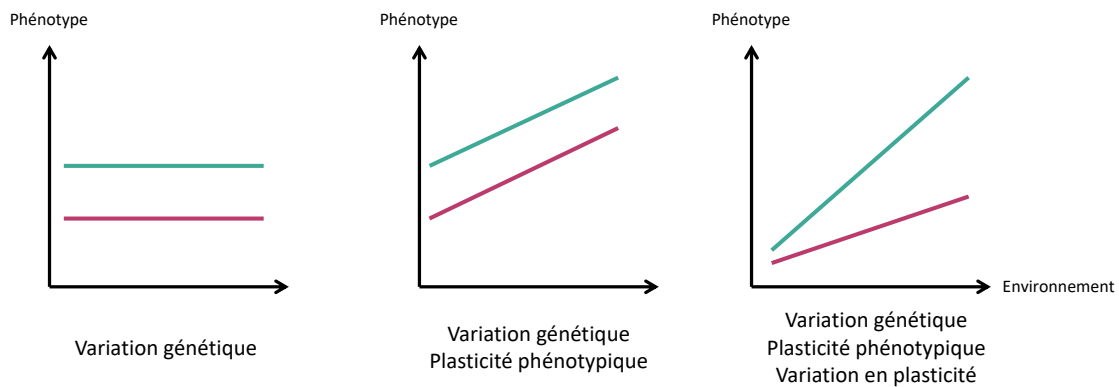 Phénotype
Phénotype
Phénotype
Environnement
Variation génétique
Variation génétique
Plasticité phénotypique
Variation génétique
Plasticité phénotypique
Variation en plasticité